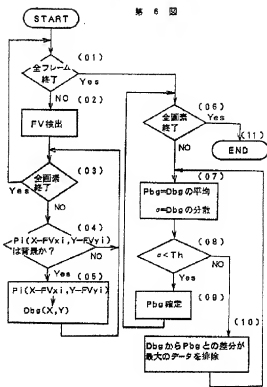 第 6 図
START
(01)
全フレーム
終了
Yes
NO
(02)
FV検出
(03)
全画素
終了
Yes
NO
(04)
Pi(X-FVxi,Y-FVyi)
は背景か?
NO
Yes
(05)
Pi(X-FVxi,Y-FVyi)
↓
Dbg(X,Y)
(06)
全画素
終了
Yes
(11)
END
NO
(07)
Pbg=Dbgの平均
σ=Dbgの分散
(08)
σ<Th
NO
Yes
(09)
Pbg確定
(10)
DbgからPbgとの差分が
最大のデータを排除